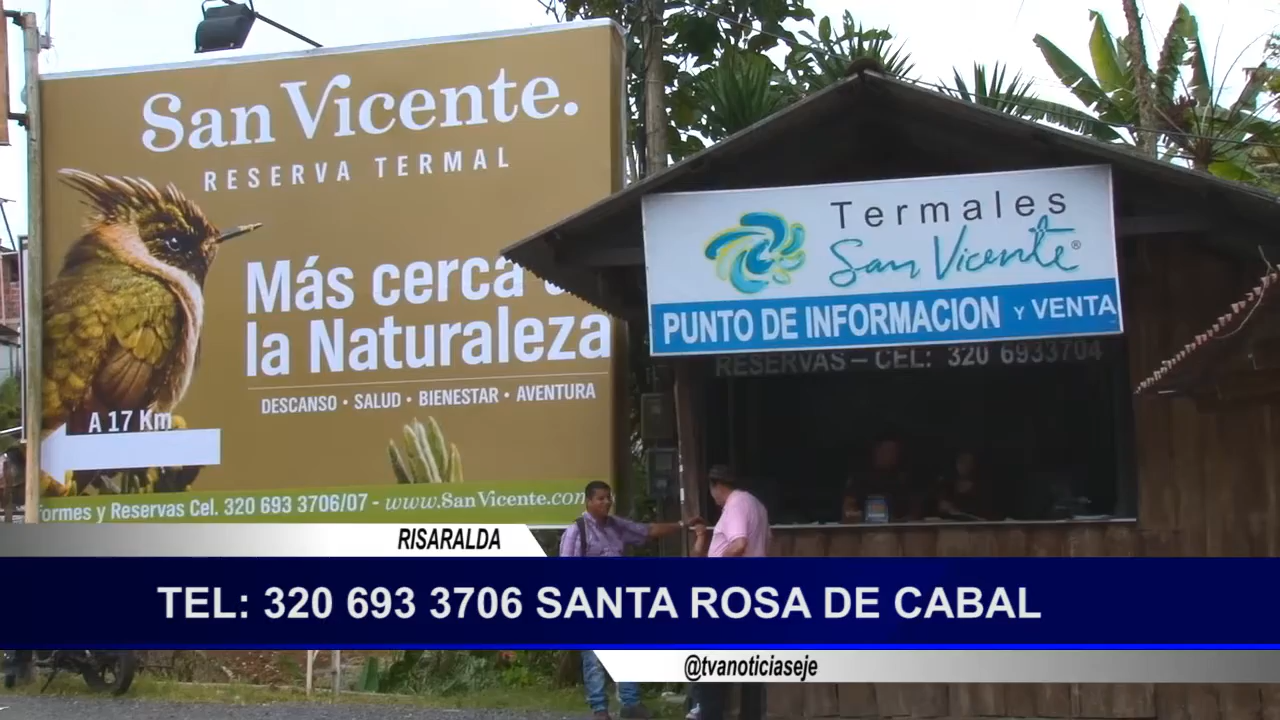 San Vicente.
RESERVA TERMAL
Más cerca
la Naturaleza
DESCANSO • SALUD • BIENESTAR • AVENTURA
A 17 Km
formes y Reservas Cel. 320 693 3706/07 - www.SanVicente.com
Termales
San Vicente®
PUNTO DE INFORMACION Y VENTA
RESERVAS – CEL: 320 6933704
RISARALDA
TEL: 320 693 3706 SANTA ROSA DE CABAL
@tvanoticiaseje